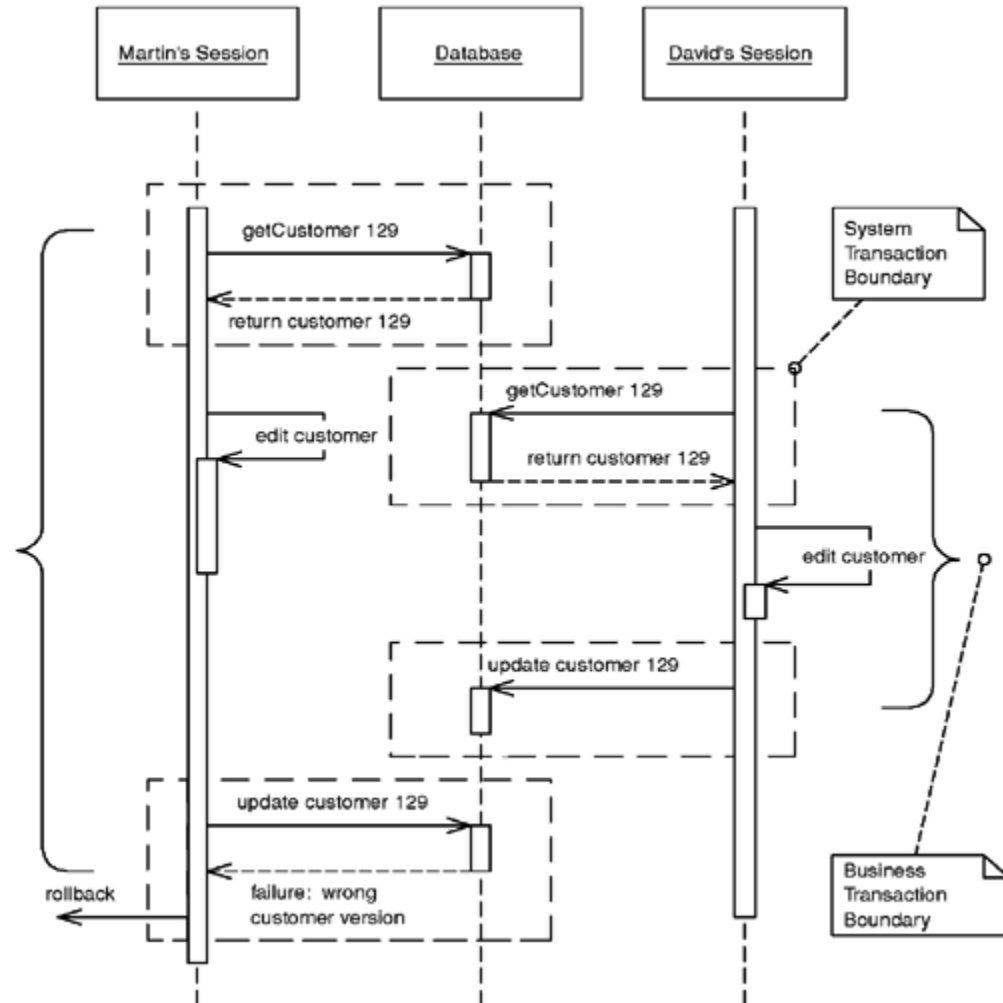 Martin's Session
Database
David's Session
getCustomer 129
return customer 129
System
Transaction
Boundary
getCustomer 129
edit customer
return customer 129
edit customer
update customer 129
update customer 129
rollback
failure: wrong
customer version
Business
Transaction
Boundary